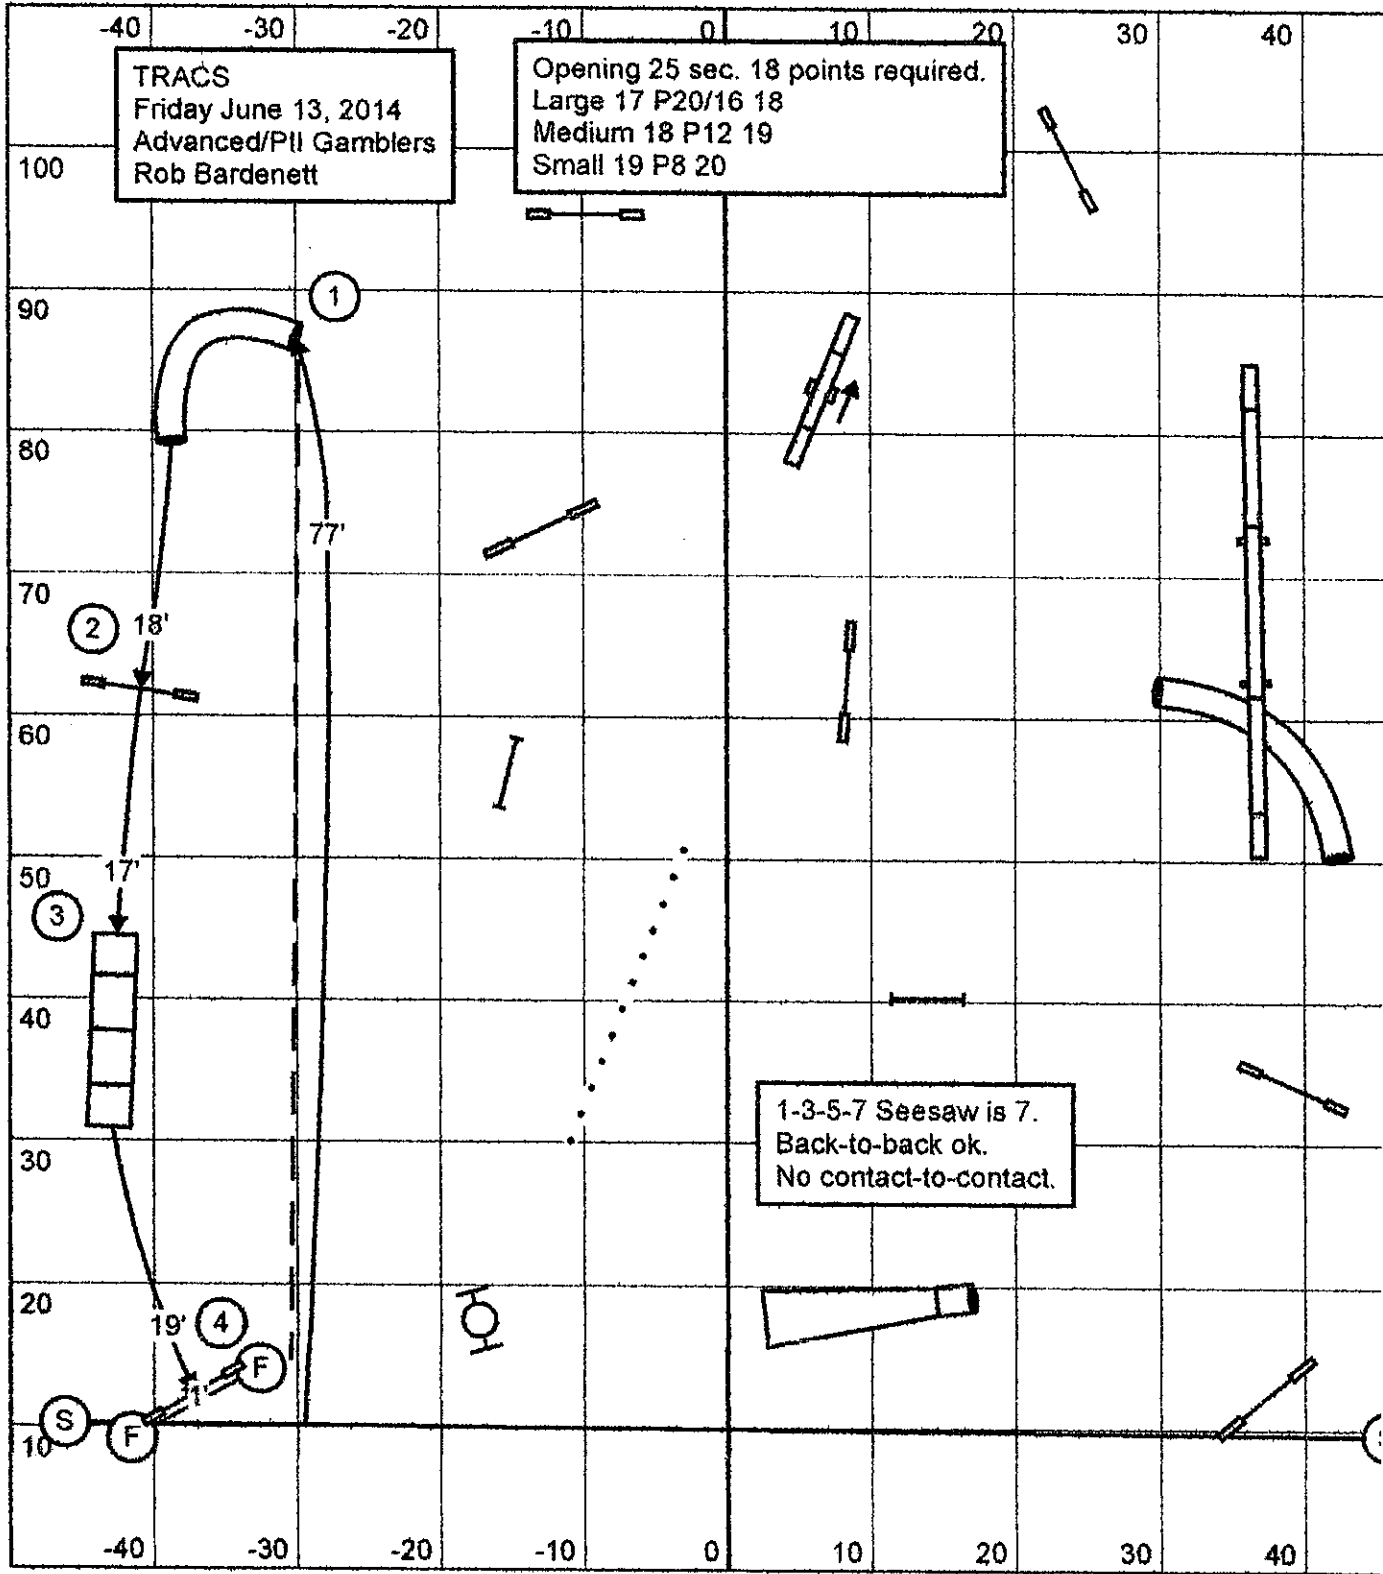 -40 -30 -20 -10 0 10 20 30 40
TRACS
Friday June 13, 2014
Advanced/PII Gamblers
Rob Bardenett
Opening 25 sec. 18 points required.
Large 17 P20/16 18
Medium 18 P12 19
Small 19 P8 20
100
90
1
80
77'
70
2
18'
60
50
17'
3
40
1-3-5-7 Seesaw is 7.
Back-to-back ok.
No contact-to-contact.
30
20
19'
4
F
1'
S
F
10
-40 -30 -20 -10 0 10 20 30 40